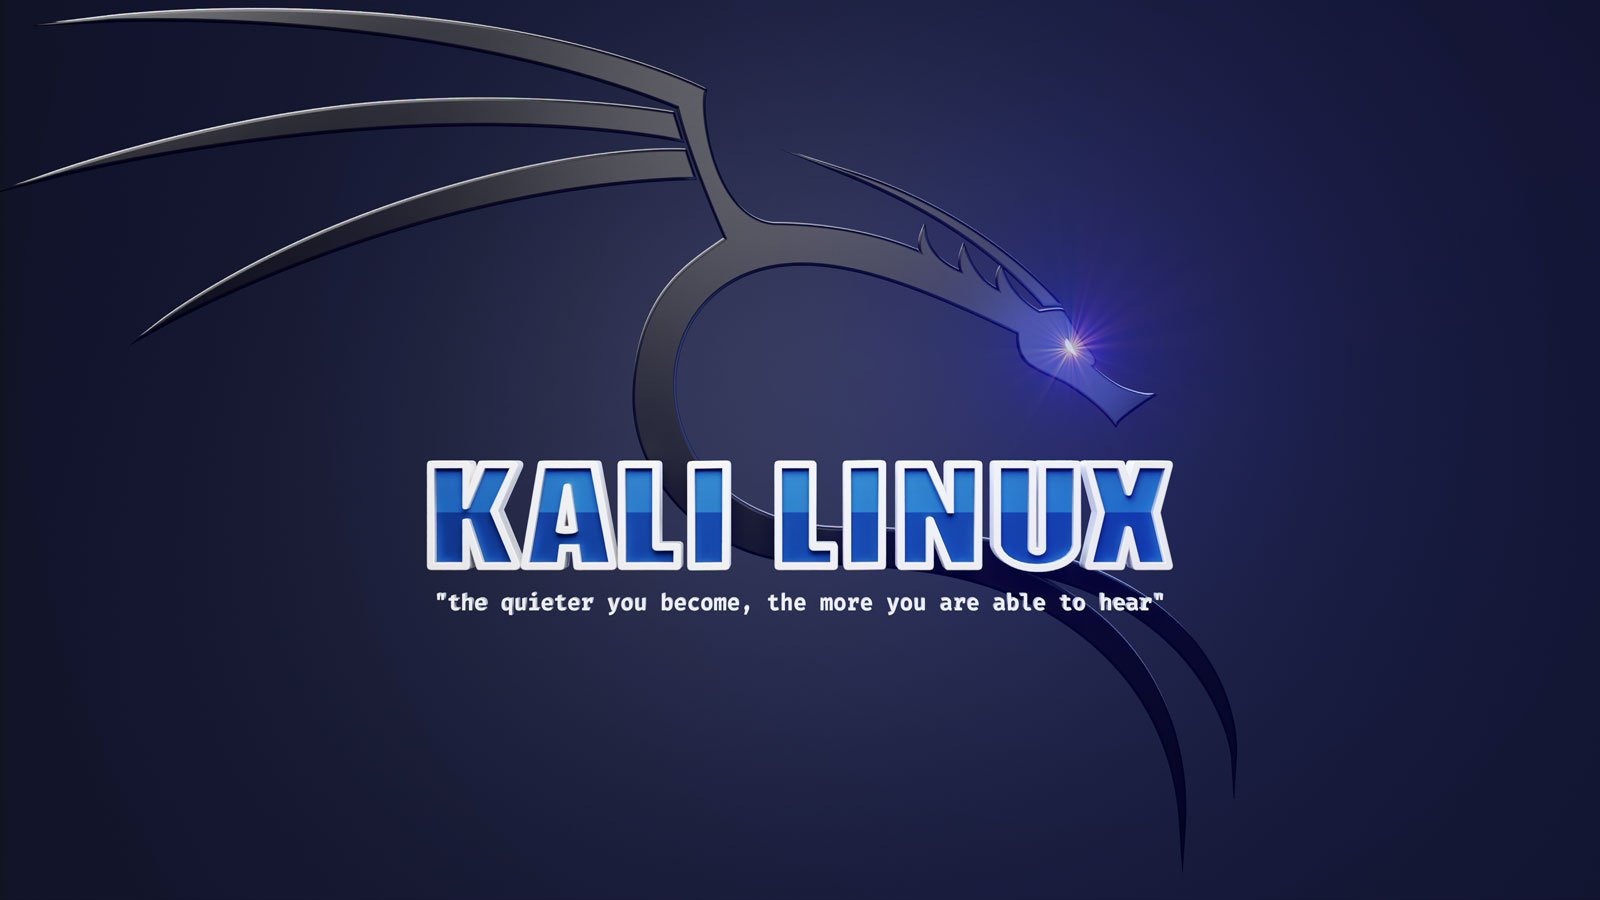 KALI LINUX
"the quieter you become, the more you are able to hear"